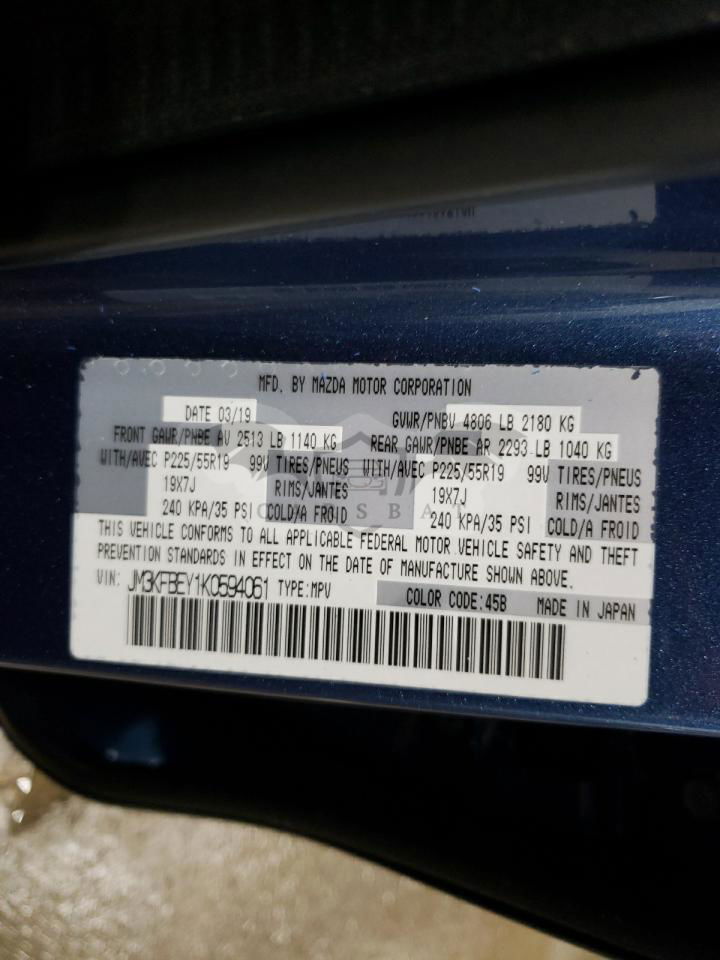 MFD. BY MAZDA MOTOR CORPORATION
DATE 03/19 GVWR/PNBV 4806 LB 2180 KG
FRONT GAWR/PNBE AV 2513 LB 1140 KG REAR GAWR/PNBE AR 2293 LB 1040 KG
WITH/AVEC P225/55R19 99V TIRES/PNEUS WITH/AVEC P225/55R19 99V TIRES/PNEUS
19X7J RIMS/JANTES 19X7J RIMS/JANTES
240 KPA/35 PSI COLD/A FROID 240 KPA/35 PSI COLD/A FROID
THIS VEHICLE CONFORMS TO ALL APPLICABLE FEDERAL MOTOR VEHICLE SAFETY AND THEFT
PREVENTION STANDARDS IN EFFECT ON THE DATE OF MANUFACTURE SHOWN ABOVE.
VIN: JM3KFBEY1K0594061 TYPE:MPV
COLOR CODE:45B MADE IN JAPAN